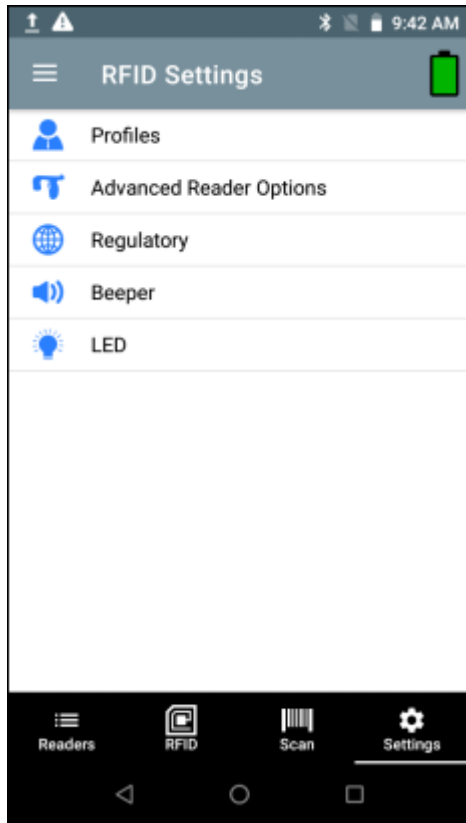 9:42 AM
RFID Settings
Profiles
Advanced Reader Options
Regulatory
Beeper
LED
Readers
RFID
Scan
Settings